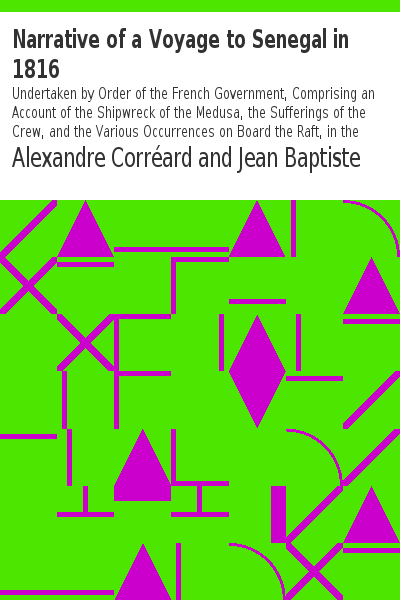 Narrative of a Voyage to Senegal in
1816
Undertaken by Order of the French Government, Comprising an
Account of the Shipwreck of the Medusa, the Sufferings of the
Crew, and the Various Occurrences on Board the Raft, in the
Alexandre Corréard and Jean Baptiste